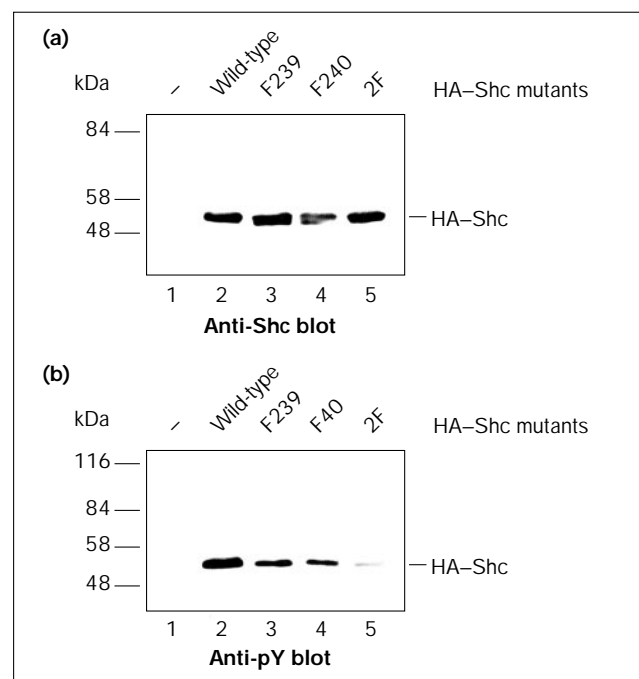 (a)
kDa
– Wild-type F239 F240 2F HA–Shc mutants
84
58
48
HA–Shc
1 2 3 4 5
Anti-Shc blot
(b)
kDa
– Wild-type F239 F40 2F HA–Shc mutants
116
84
58
48
HA–Shc
1 2 3 4 5
Anti-pY blot